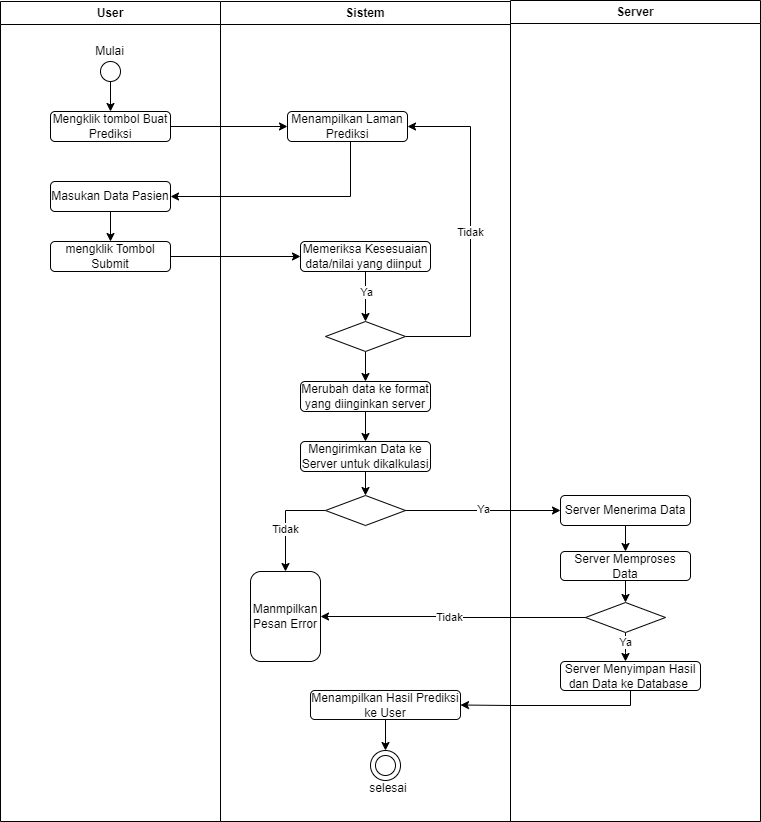 User
Sistem
Server
Mulai
Mengklik tombol Buat
Prediksi
Menampilkan Laman
Prediksi
Masukan Data Pasien
Tidak
mengklik Tombol
Submit
Memeriksa Kesesuaian
data/nilai yang diinput
Ya
Merubah data ke format
yang diinginkan server
Mengirimkan Data ke
Server untuk dikalkulasi
Ya
Server Menerima Data
Tidak
Server Memproses
Data
Manmpilkan
Pesan Error
Tidak
Ya
Server Menyimpan Hasil
dan Data ke Database
Menampilkan Hasil Prediksi
ke User
selesai